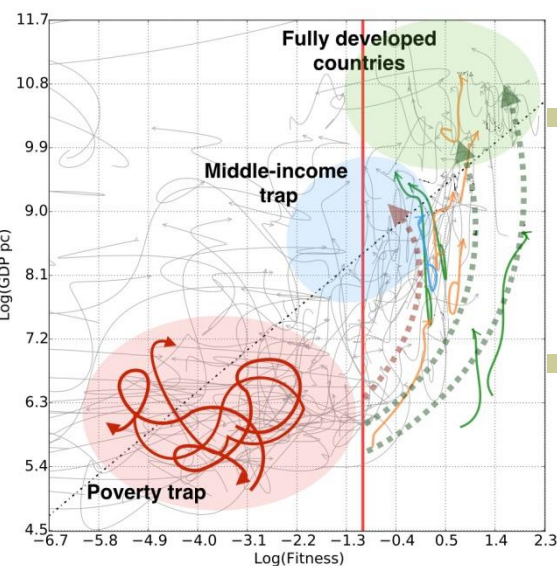 11.7
10.8
9.9
9.0
8.1
7.2
6.3
5.4
4.5
Log(GDP pc)
Fully developed
countries
Middle-income
trap
Poverty trap
−6.7 −5.8 −4.9 −4.0 −3.1 −2.2 −1.3 −0.4 0.5 1.4 2.3
Log(Fitness)